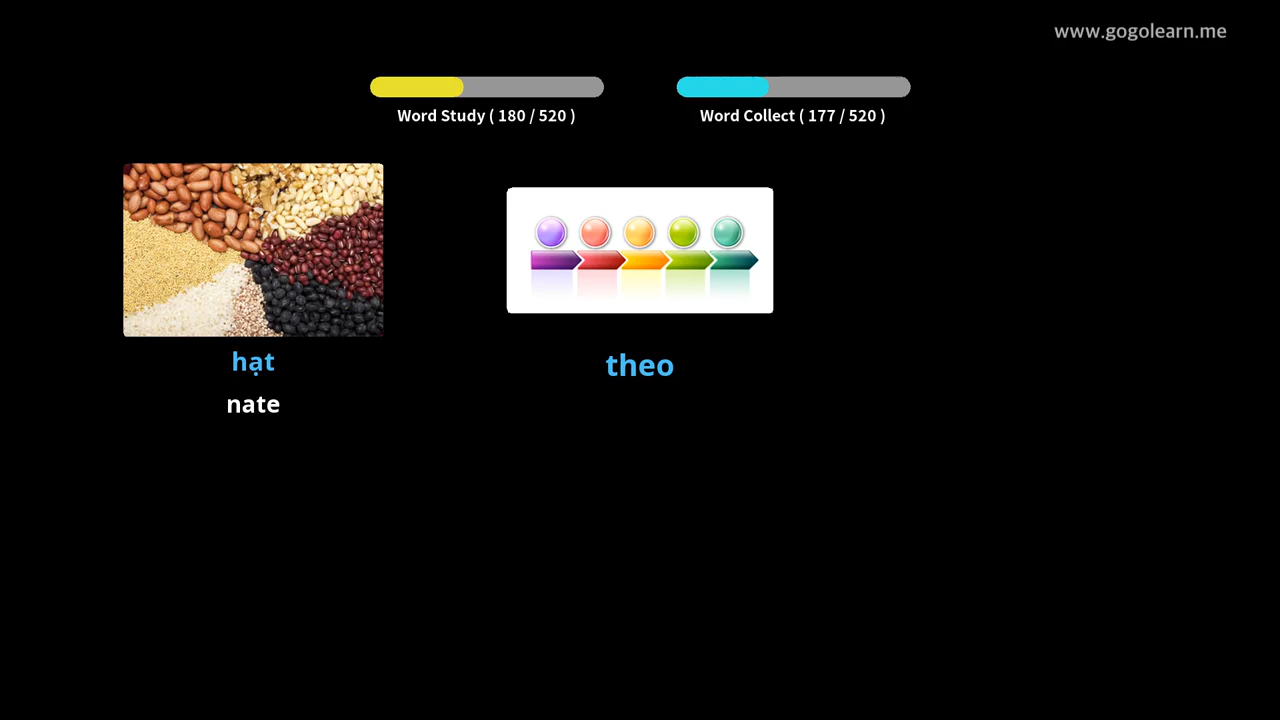 www.gogolearn.me
Word Study ( 180 / 520 )
Word Collect ( 177 / 520 )
hạt
nate
theo